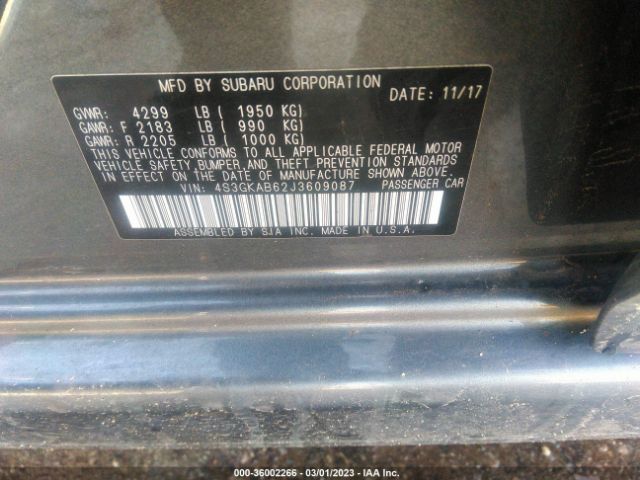 MFD BY SUBARU CORPORATION
DATE: 11/17
GVWR: 4299 LB ( 1950 KG)
GAWR: F 2183 LB ( 990 KG)
GAWR: R 2205 LB ( 1000 KG)
THIS VEHICLE CONFORMS TO ALL APPLICABLE FEDERAL MOTOR
VEHICLE SAFETY, BUMPER, AND THEFT PREVENTION STANDARDS
IN EFFECT ON THE DATE OF MANUFACTURE SHOWN ABOVE.
VIN: 4S3GKAB62J3609087 PASSENGER CAR
ASSEMBLED BY SIA INC. MADE IN U.S.A.
000-36002266 - 03/01/2023 - IAA Inc.